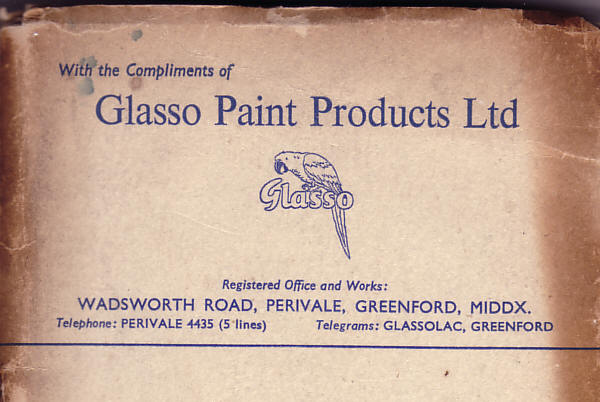 With the Compliments of
Glasso Paint Products Ltd
Glasso
Registered Office and Works:
WADSWORTH ROAD, PERIVALE, GREENFORD, MIDDX.
Telephone: PERIVALE 4435 (5 lines) Telegrams: GLASSOLAC, GREENFORD